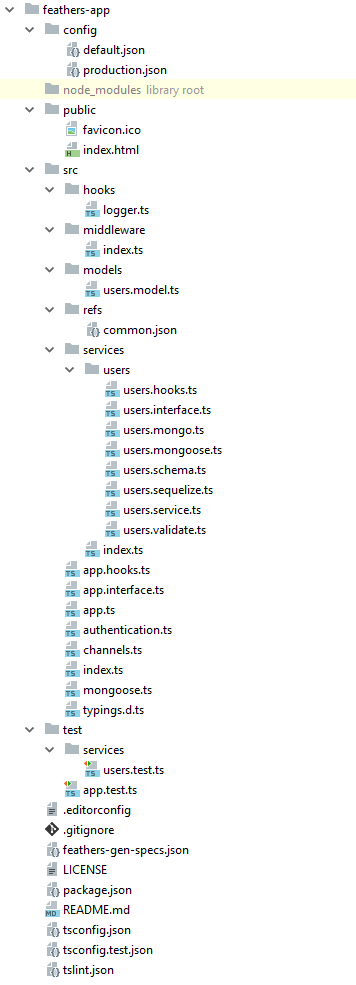 feathers-app
config
default.json
production.json
node_modules library root
public
favicon.ico
index.html
src
hooks
logger.ts
middleware
index.ts
models
users.model.ts
refs
common.json
services
users
users.hooks.ts
users.interface.ts
users.mongo.ts
users.mongoose.ts
users.schema.ts
users.sequelize.ts
users.service.ts
users.validate.ts
index.ts
app.hooks.ts
app.interface.ts
app.ts
authentication.ts
channels.ts
index.ts
mongoose.ts
typings.d.ts
test
services
users.test.ts
app.test.ts
.editorconfig
.gitignore
feathers-gen-specs.json
LICENSE
package.json
README.md
tsconfig.json
tsconfig.test.json
tslint.json